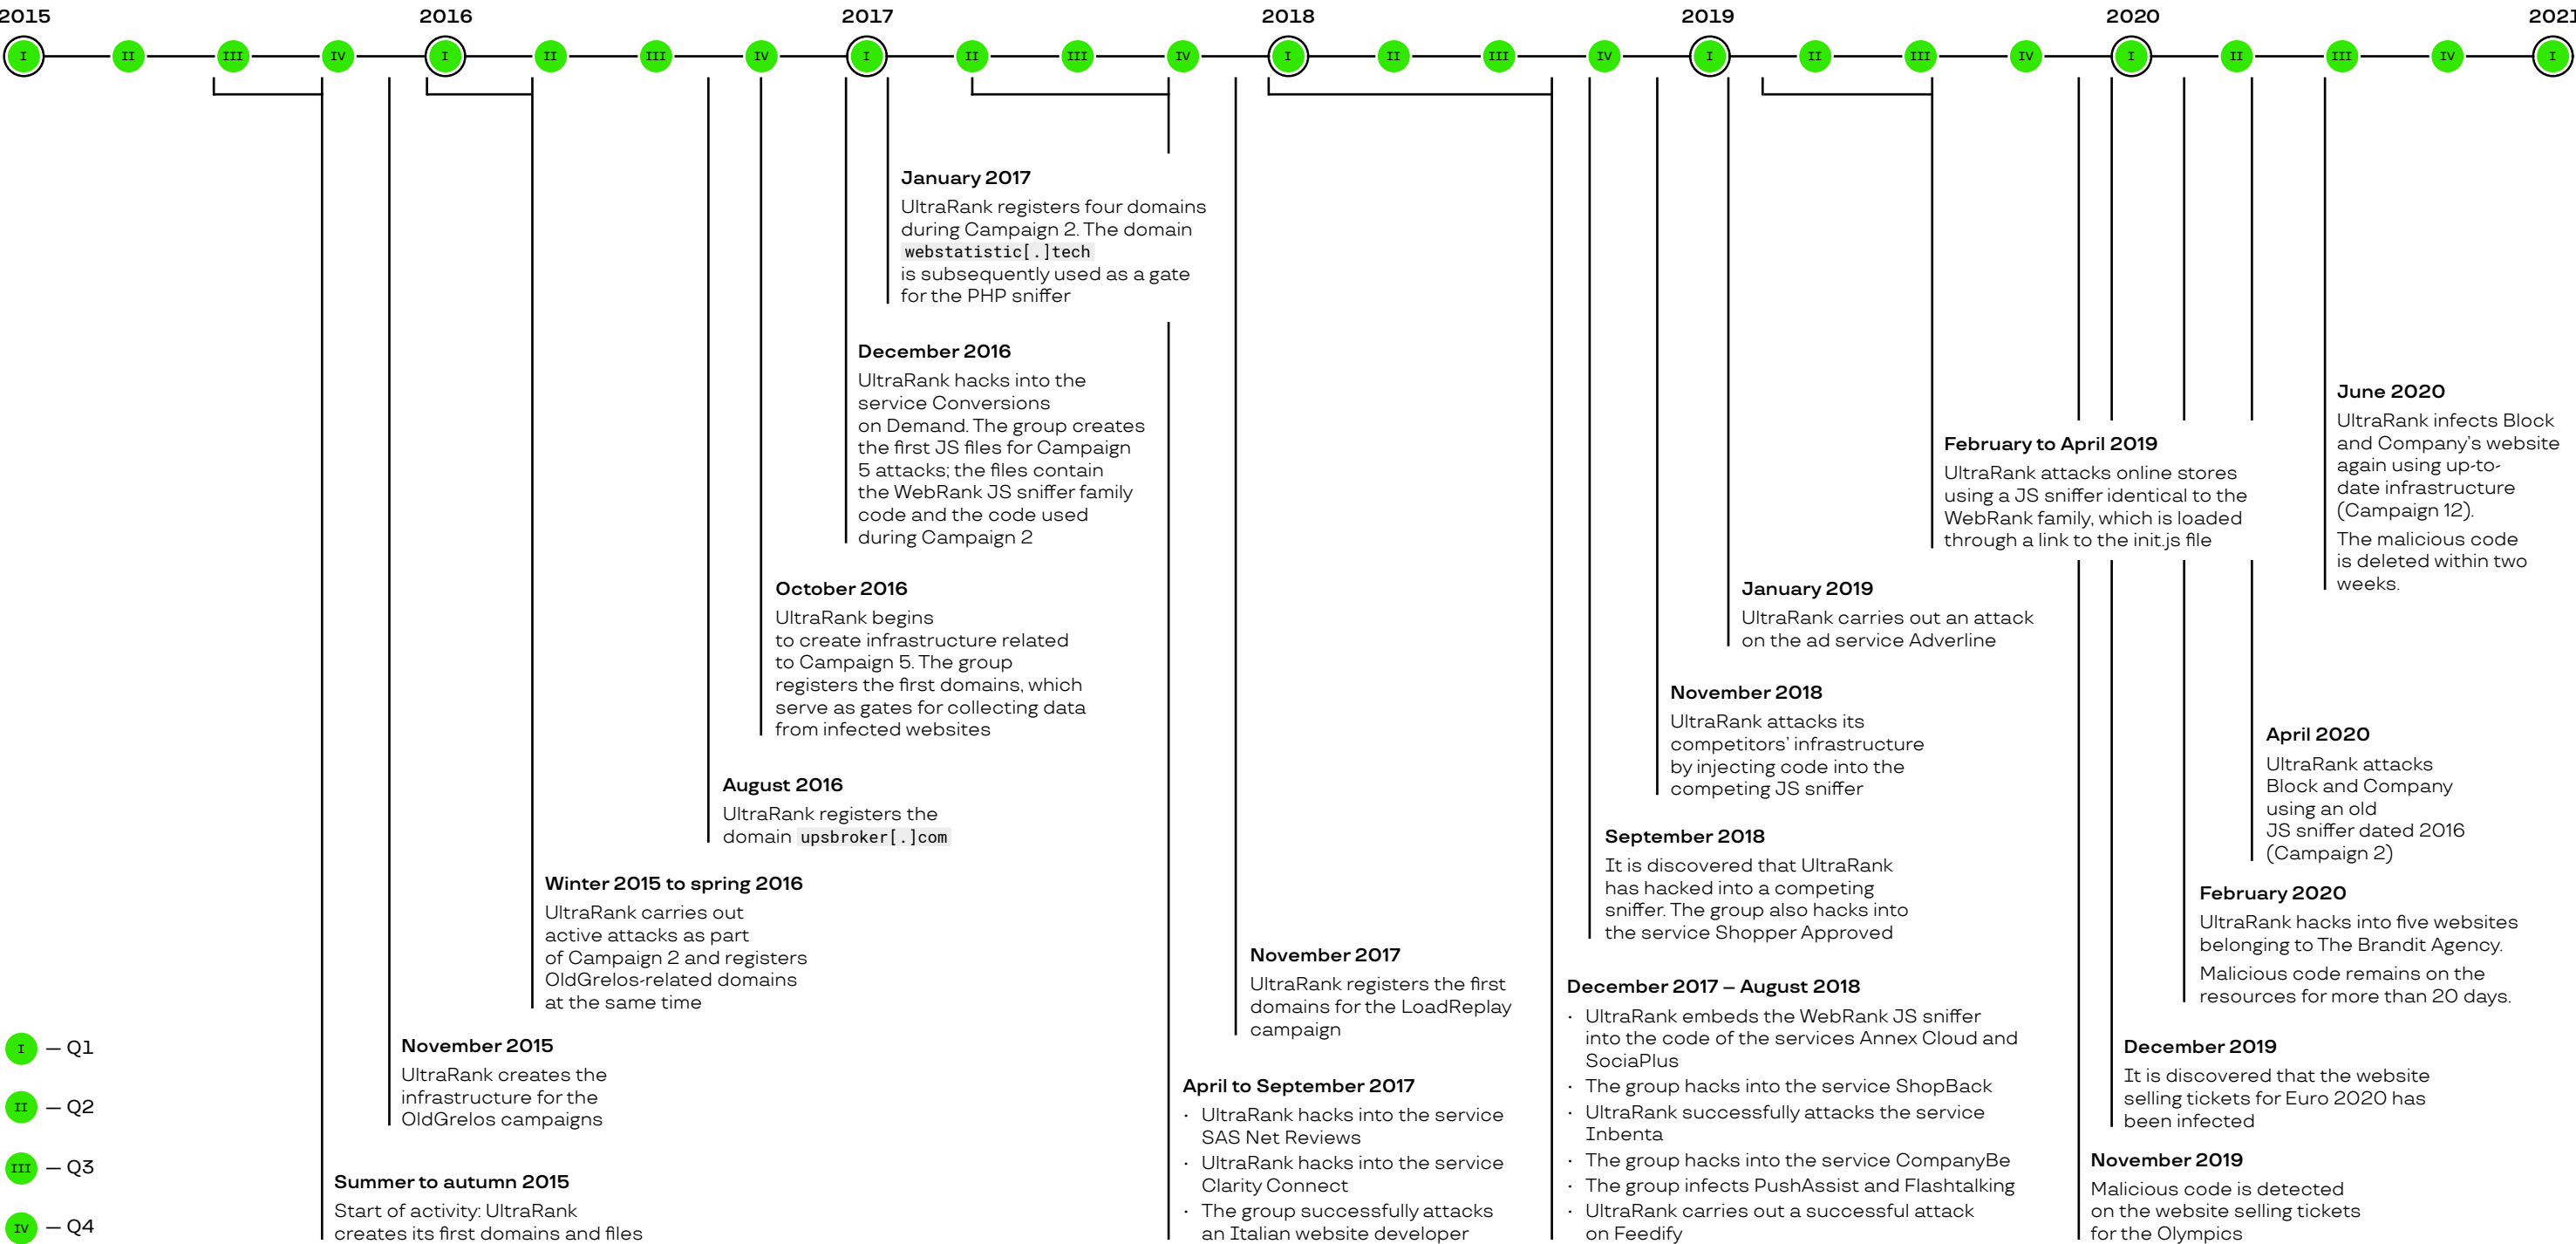 2015
2016
2017
2018
2019
2020
2021
I
II
III
IV
I
II
III
IV
I
II
III
IV
I
II
III
IV
I
II
III
IV
I
II
III
IV
I
January 2017
UltraRank registers four domains
during Campaign 2. The domain
webstatistic[.]tech
is subsequently used as a gate
for the PHP sniffer
December 2016
UltraRank hacks into the
service Conversions
on Demand. The group creates
the first JS files for Campaign
5 attacks; the files contain
the WebRank JS sniffer family
code and the code used
during Campaign 2
October 2016
UltraRank begins
to create infrastructure related
to Campaign 5. The group
registers the first domains, which
serve as gates for collecting data
from infected websites
August 2016
UltraRank registers the
domain upsbroker[.]com
Winter 2015 to spring 2016
UltraRank carries out
active attacks as part
of Campaign 2 and registers
OldGrelos-related domains
at the same time
November 2015
UltraRank creates the
infrastructure for the
OldGrelos campaigns
Summer to autumn 2015
Start of activity: UltraRank
creates its first domains and files
I — Q1
II — Q2
III — Q3
IV — Q4
June 2020
UltraRank infects Block
and Company's website
again using up-to-
date infrastructure
(Campaign 12).
The malicious code
is deleted within two
weeks.
February to April 2019
UltraRank attacks online stores
using a JS sniffer identical to the
WebRank family, which is loaded
through a link to the init.js file
January 2019
UltraRank carries out an attack
on the ad service Adverline
November 2018
UltraRank attacks its
competitors' infrastructure
by injecting code into the
competing JS sniffer
September 2018
It is discovered that UltraRank
has hacked into a competing
sniffer. The group also hacks into
the service Shopper Approved
November 2017
UltraRank registers the first
domains for the LoadReplay
campaign
April to September 2017
· UltraRank hacks into the service
SAS Net Reviews
· UltraRank hacks into the service
Clarity Connect
· The group successfully attacks
an Italian website developer
December 2017 – August 2018
· UltraRank embeds the WebRank JS sniffer
into the code of the services Annex Cloud and
SociaPlus
· The group hacks into the service ShopBack
· UltraRank successfully attacks the service
Inbenta
· The group hacks into the service CompanyBe
· The group infects PushAssist and Flashtalking
· UltraRank carries out a successful attack
on Feedify
April 2020
UltraRank attacks
Block and Company
using an old
JS sniffer dated 2016
(Campaign 2)
February 2020
UltraRank hacks into five websites
belonging to The Brandit Agency.
Malicious code remains on the
resources for more than 20 days.
December 2019
It is discovered that the website
selling tickets for Euro 2020 has
been infected
November 2019
Malicious code is detected
on the website selling tickets
for the Olympics